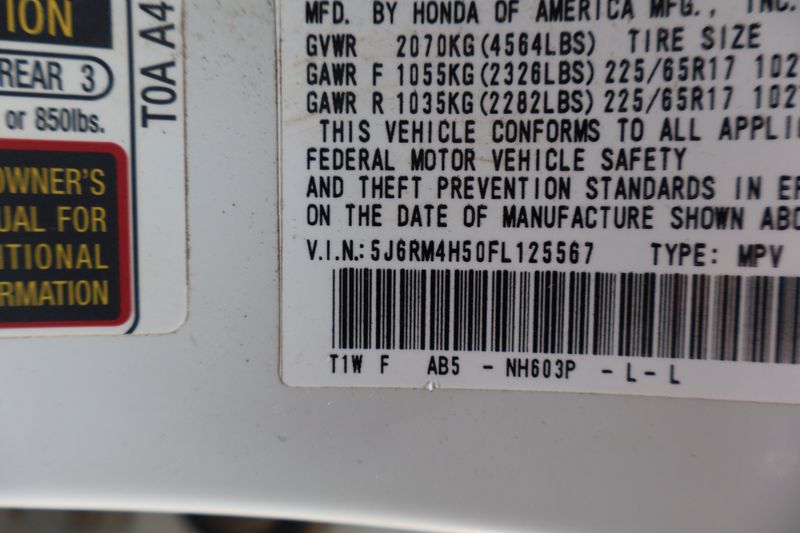 ION
REAR 3
or 850lbs.
OWNER'S
UAL FOR
ITIONAL
RMATION
T0A A4
MFD. BY HONDA OF AMERICA MFG., INC.
GVWR 2070KG(4564LBS) TIRE SIZE
GAWR F 1055KG(2326LBS) 225/65R17 102
GAWR R 1035KG(2282LBS) 225/65R17 102
THIS VEHICLE CONFORMS TO ALL APPLI
FEDERAL MOTOR VEHICLE SAFETY
AND THEFT PREVENTION STANDARDS IN EF
ON THE DATE OF MANUFACTURE SHOWN ABO
V.I.N.: 5J6RM4H50FL125567 TYPE: MPV
T1W F AB5 - NH603P - L - L